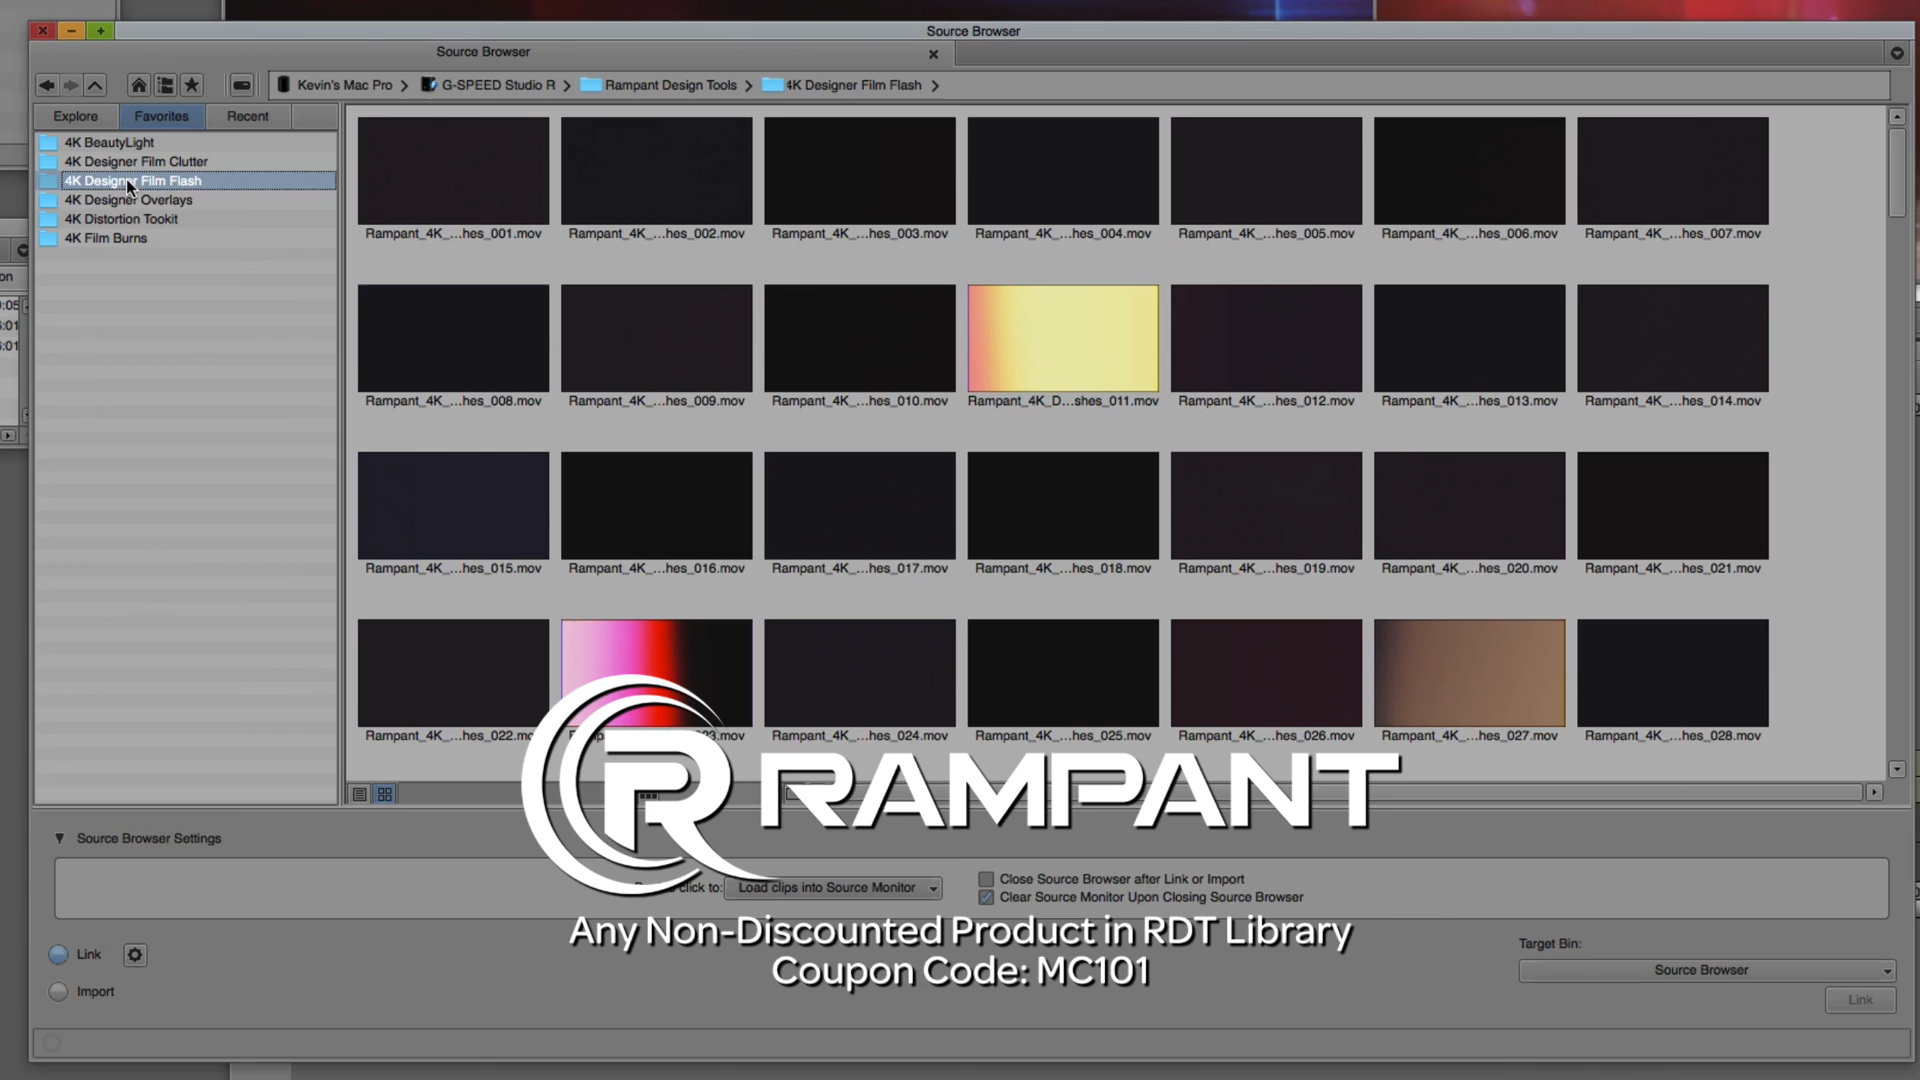 Source Browser
Source Browser
Kevin's Mac Pro
G-SPEED Studio R
Rampant Design Tools
4K Designer Film Flash
Explore
Favorites
Recent
4K BeautyLight
4K Designer Film Clutter
4K Designer Film Flash
4K Designer Overlays
4K Distortion Tookit
4K Film Burns
on
Rampant_4K_...hes_001.mov
Rampant_4K_...hes_002.mov
Rampant_4K_...hes_003.mov
Rampant_4K_...hes_004.mov
Rampant_4K_...hes_005.mov
Rampant_4K_...hes_006.mov
Rampant_4K_...hes_007.mov
Rampant_4K_...hes_008.mov
Rampant_4K_...hes_009.mov
Rampant_4K_...hes_010.mov
Rampant_4K_D...shes_011.mov
Rampant_4K_...hes_012.mov
Rampant_4K_...hes_013.mov
Rampant_4K_...hes_014.mov
Rampant_4K_...hes_015.mov
Rampant_4K_...hes_016.mov
Rampant_4K_...hes_017.mov
Rampant_4K_...hes_018.mov
Rampant_4K_...hes_019.mov
Rampant_4K_...hes_020.mov
Rampant_4K_...hes_021.mov
Rampant_4K_...hes_022.mo
23.mov
Rampant_4K_...hes_024.mov
Rampant_4K_...hes_025.mov
Rampant_4K_...hes_026.mov
Rampant_4K_...hes_027.mov
Rampant_4K_...hes_028.mov
R RAMPANT
Source Browser Settings
click to:
Load clips into Source Monitor
Close Source Browser after Link or Import
Clear Source Monitor Upon Closing Source Browser
Any Non-Discounted Product in RDT Library
Coupon Code: MC101
Link
Import
Target Bin:
Source Browser
Link